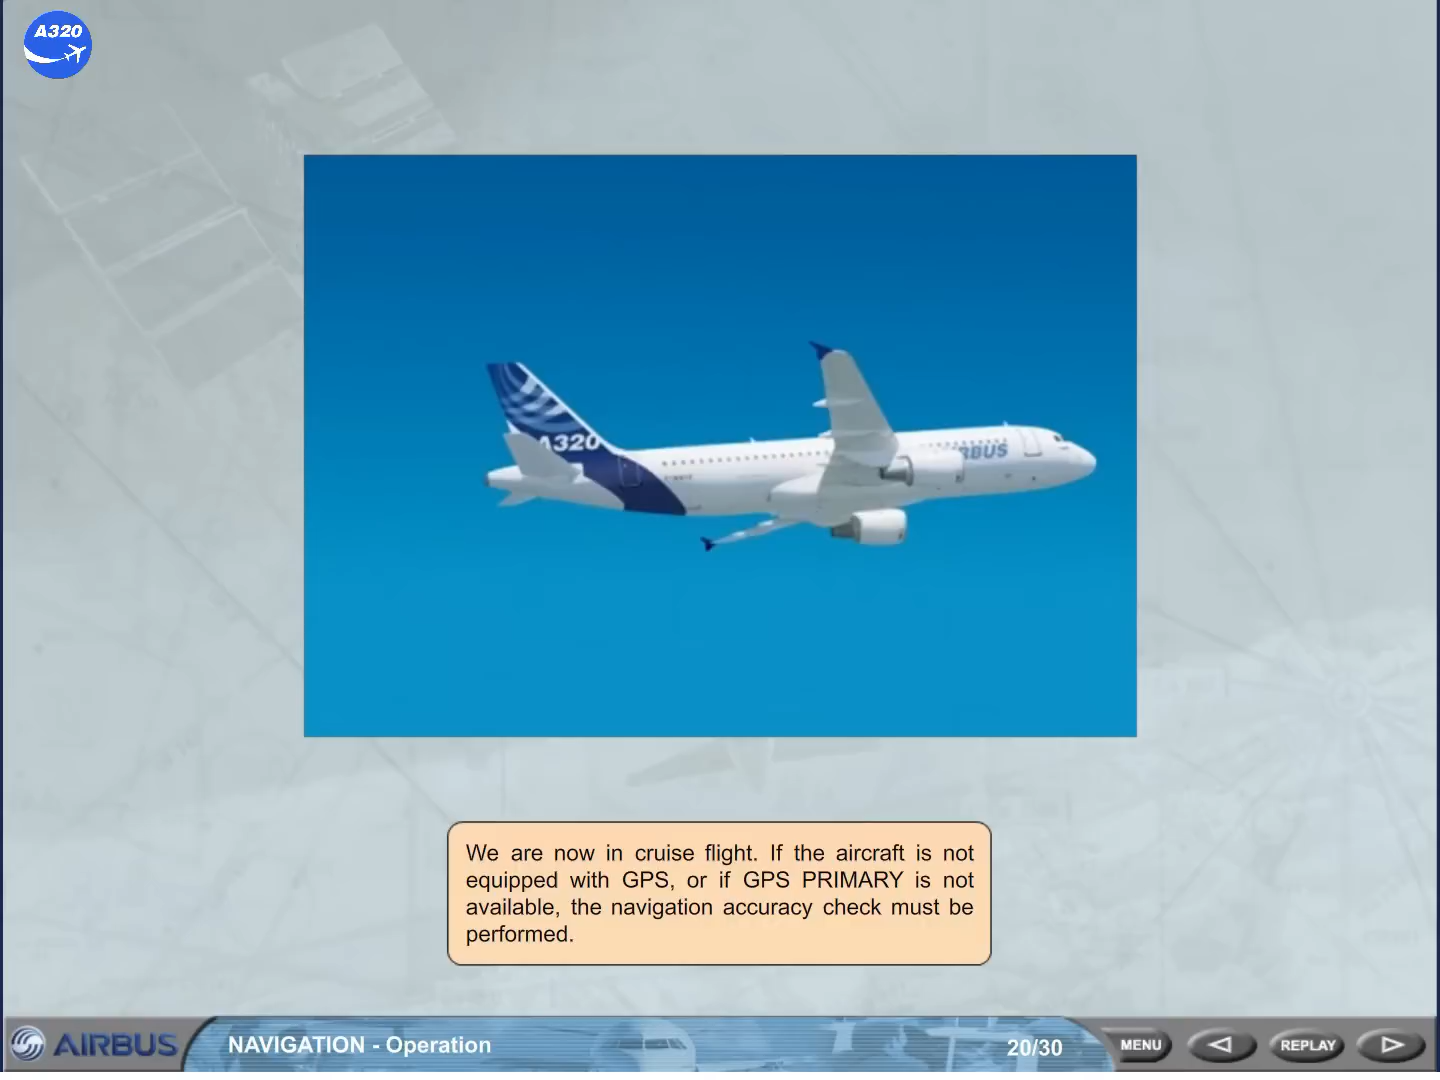 A320
A320
RBUS
We are now in cruise flight. If the aircraft is not
equipped with GPS, or if GPS PRIMARY is not
available, the navigation accuracy check must be
performed.
AIRBUS
NAVIGATION - Operation
20/30
MENU
REPLAY